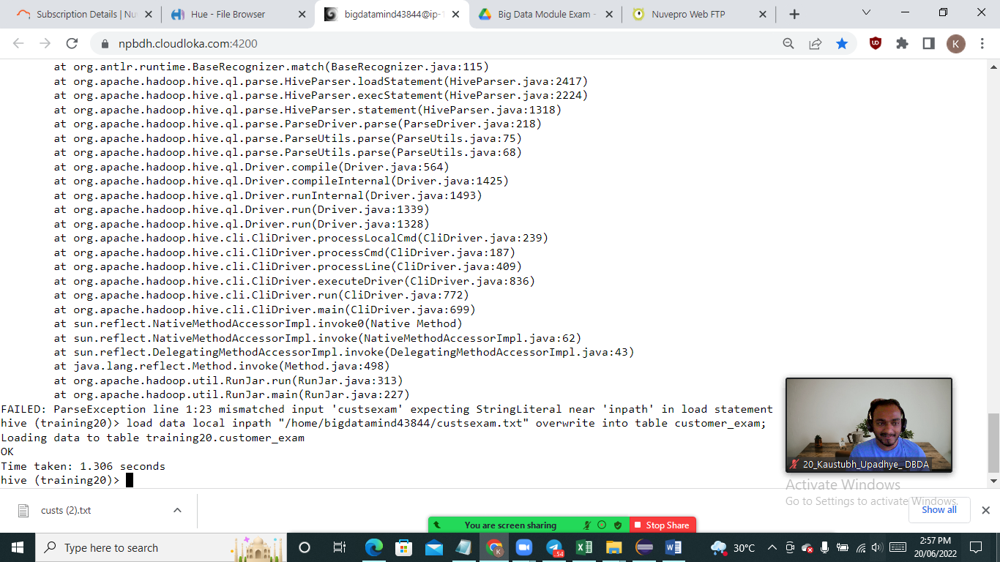 Subscription Details | Nu
Hue - File Browser
bigdatamind43844@ip-1
Big Data Module Exam -
Nuvepro Web FTP
npbdh.cloudloka.com:4200
K
at org.antlr.runtime.BaseRecognizer.match(BaseRecognizer.java:115)
at org.apache.hadoop.hive.ql.parse.HiveParser.loadStatement(HiveParser.java:2417)
at org.apache.hadoop.hive.ql.parse.HiveParser.execStatement(HiveParser.java:2224)
at org.apache.hadoop.hive.ql.parse.HiveParser.statement(HiveParser.java:1318)
at org.apache.hadoop.hive.ql.parse.ParseDriver.parse(ParseDriver.java:218)
at org.apache.hadoop.hive.ql.parse.ParseUtils.parse(ParseUtils.java:75)
at org.apache.hadoop.hive.ql.parse.ParseUtils.parse(ParseUtils.java:68)
at org.apache.hadoop.hive.ql.Driver.compile(Driver.java:564)
at org.apache.hadoop.hive.ql.Driver.compileInternal(Driver.java:1425)
at org.apache.hadoop.hive.ql.Driver.runInternal(Driver.java:1493)
at org.apache.hadoop.hive.ql.Driver.run(Driver.java:1339)
at org.apache.hadoop.hive.ql.Driver.run(Driver.java:1328)
at org.apache.hadoop.hive.cli.CliDriver.processLocalCmd(CliDriver.java:239)
at org.apache.hadoop.hive.cli.CliDriver.processCmd(CliDriver.java:187)
at org.apache.hadoop.hive.cli.CliDriver.processLine(CliDriver.java:409)
at org.apache.hadoop.hive.cli.CliDriver.executeDriver(CliDriver.java:836)
at org.apache.hadoop.hive.cli.CliDriver.run(CliDriver.java:772)
at org.apache.hadoop.hive.cli.CliDriver.main(CliDriver.java:699)
at sun.reflect.NativeMethodAccessorImpl.invoke0(Native Method)
at sun.reflect.NativeMethodAccessorImpl.invoke(NativeMethodAccessorImpl.java:62)
at sun.reflect.DelegatingMethodAccessorImpl.invoke(DelegatingMethodAccessorImpl.java:43)
at java.lang.reflect.Method.invoke(Method.java:498)
at org.apache.hadoop.util.RunJar.run(RunJar.java:313)
at org.apache.hadoop.util.RunJar.main(RunJar.java:227)
FAILED: ParseException line 1:23 mismatched input 'custsexam' expecting StringLiteral near 'inpath' in load statement
hive (training20)> load data local inpath "/home/bigdatamind43844/custsexam.txt" overwrite into table customer_exam;
Loading data to table training20.customer_exam
OK
Time taken: 1.306 seconds
hive (training20)>
20_Kaustubh_Upadhye_ DBDA
Activate Windows
Go to Settings to activate Windows.
custs (2).txt
Show all
You are screen sharing
Stop Share
Type here to search
54
30°C
2:57 PM
20/06/2022